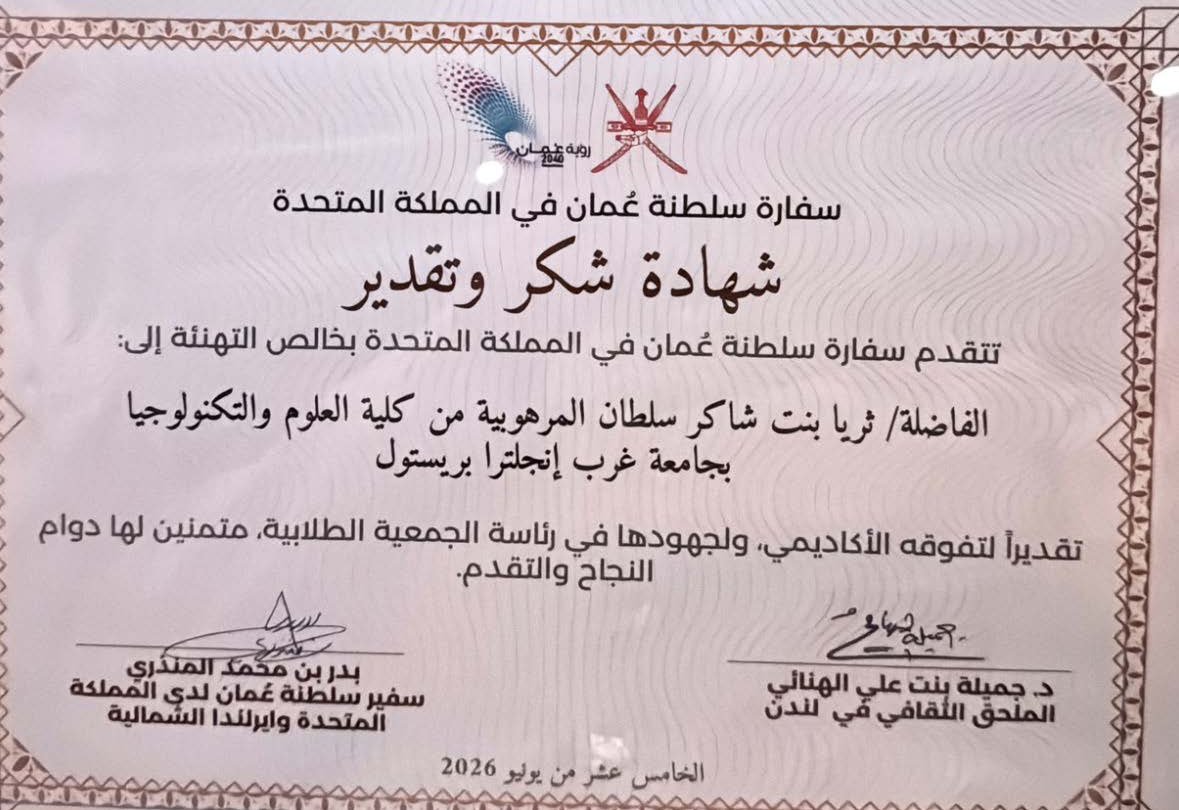 رؤية عُمان
2040
سفارة سلطنة عُمان في المملكة المتحدة
شهادة شكر وتقدير
تتقدم سفارة سلطنة عُمان في المملكة المتحدة بخالص التهنئة إلى:
الفاضلة/ ثريا بنت شاكر سلطان المرهوبية من كلية العلوم والتكنولوجيا
بجامعة غرب إنجلترا بريستول
تقديراً لتفوقه الأكاديمي، ولجهودها في رئاسة الجمعية الطلابية، متمنين لها دوام
النجاح والتقدم.
د. جميلة بنت علي الهنائي
الملحق الثقافي في لندن
بدر بن محمد المنذري
سفير سلطنة عُمان لدى المملكة
المتحدة وايرلندا الشمالية
الخامس عشر من يونيو 2026